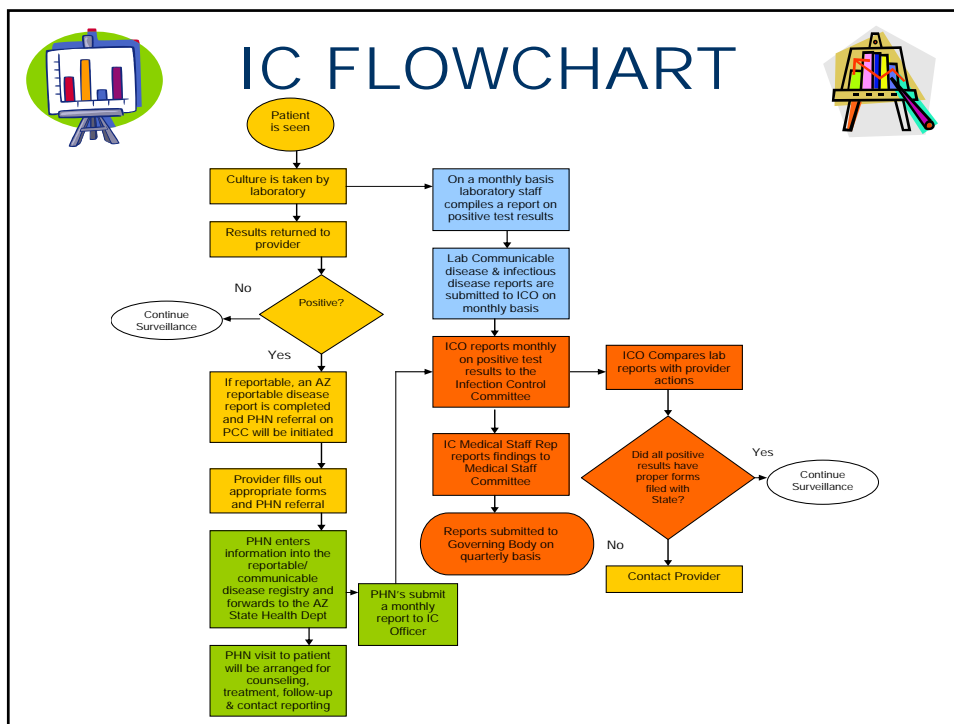 IC FLOWCHART
Patient
is seen
Culture is taken by
laboratory
Results returned to
provider
Positive?
No
Continue
Surveillance
Yes
If reportable, an AZ
reportable disease
report is completed
and PHN referral on
PCC will be initiated
Provider fills out
appropriate forms
and PHN referral
PHN enters
information into the
reportable/
communicable
disease registry and
forwards to the AZ
State Health Dept
PHN visit to patient
will be arranged for
counseling,
treatment, follow-up
& contact reporting
PHN's submit
a monthly
report to IC
Officer
On a monthly basis
laboratory staff
compiles a report on
positive test results
Lab Communicable
disease & infectious
disease reports are
submitted to ICO on
monthly basis
ICO reports monthly
on positive test
results to the
Infection Control
Committee
IC Medical Staff Rep
reports findings to
Medical Staff
Committee
Reports submitted to
Governing Body on
quarterly basis
ICO Compares lab
reports with provider
actions
Did all positive
results have
proper forms
filed with
State?
Yes
Continue
Surveillance
No
Contact Provider